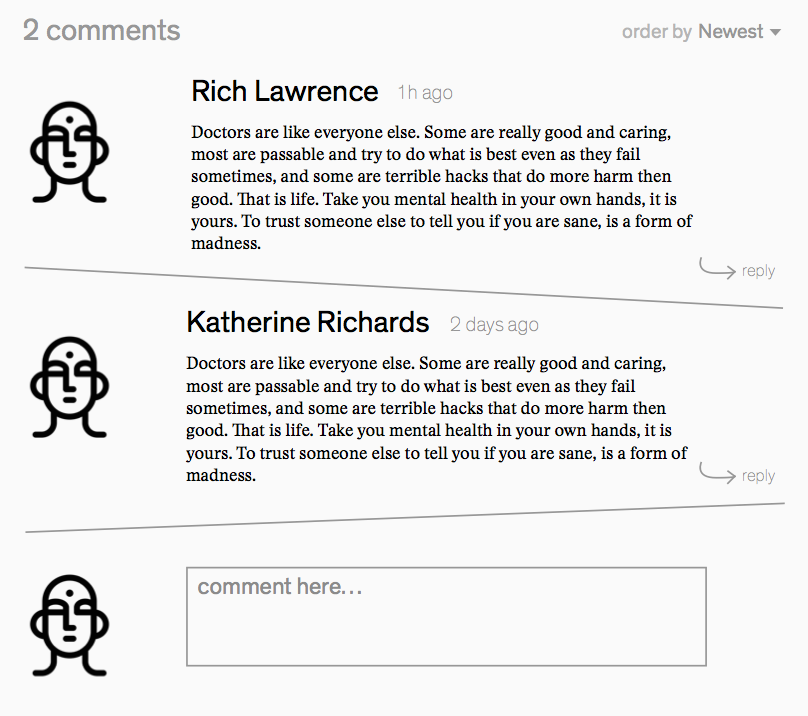 2 comments
order by Newest
Rich Lawrence 1h ago
Doctors are like everyone else. Some are really good and caring,
most are passable and try to do what is best even as they fail
sometimes, and some are terrible hacks that do more harm then
good. That is life. Take you mental health in your own hands, it is
yours. To trust someone else to tell you if you are sane, is a form of
madness.
reply
Katherine Richards 2 days ago
Doctors are like everyone else. Some are really good and caring,
most are passable and try to do what is best even as they fail
sometimes, and some are terrible hacks that do more harm then
good. That is life. Take you mental health in your own hands, it is
yours. To trust someone else to tell you if you are sane, is a form of
madness.
reply
comment here...